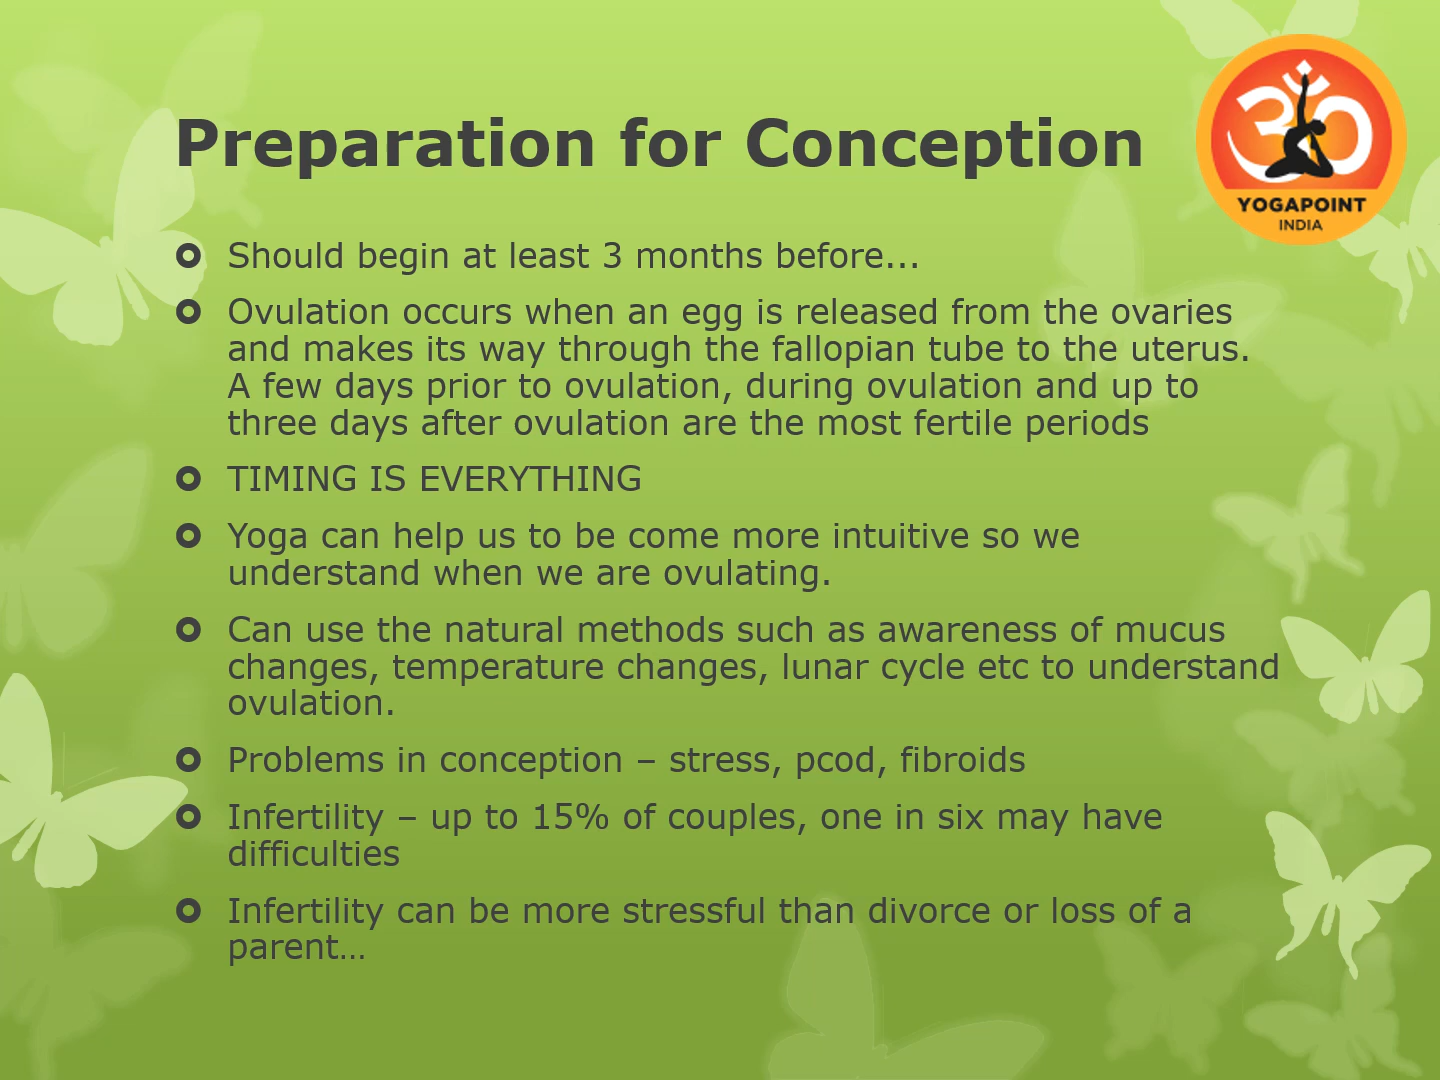 Preparation for Conception
YOGAPOINT
INDIA
Should begin at least 3 months before...
Ovulation occurs when an egg is released from the ovaries
and makes its way through the fallopian tube to the uterus.
A few days prior to ovulation, during ovulation and up to
three days after ovulation are the most fertile periods
TIMING IS EVERYTHING
Yoga can help us to be come more intuitive so we
understand when we are ovulating.
Can use the natural methods such as awareness of mucus
changes, temperature changes, lunar cycle etc to understand
ovulation.
Problems in conception – stress, pcod, fibroids
Infertility – up to 15% of couples, one in six may have
difficulties
Infertility can be more stressful than divorce or loss of a
parent…